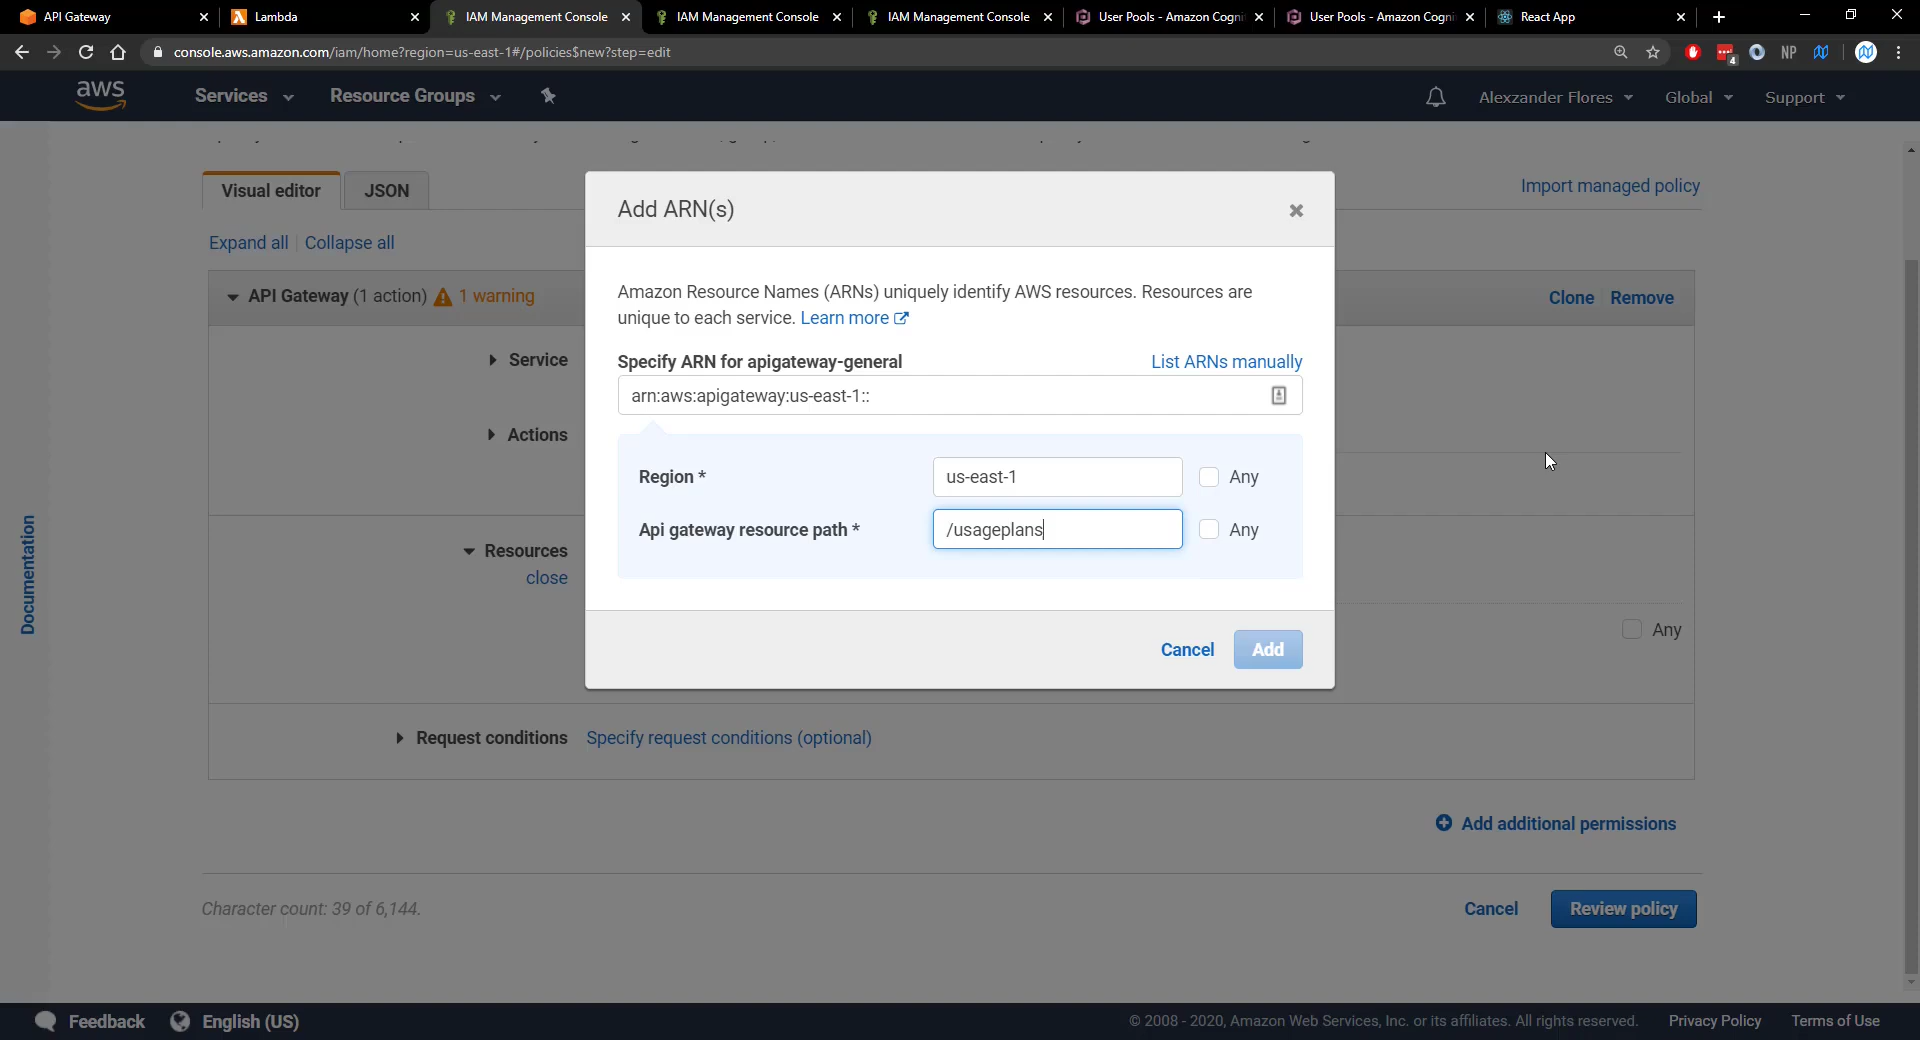 API Gateway
Lambda
IAM Management Console
IAM Management Console
IAM Management Console
User Pools - Amazon Cogni
User Pools - Amazon Cogni
React App
console.aws.amazon.com/iam/home?region=us-east-1#/policies$new?step=edit
4
NP
aws
Services
Resource Groups
Alexzander Flores
Global
Support
Visual editor
JSON
Import managed policy
Expand all
Collapse all
API Gateway (1 action)
1 warning
Clone
Remove
Service
Actions
Resources
close
Any
Request conditions
Specify request conditions (optional)
Add additional permissions
Character count: 39 of 6,144.
Cancel
Review policy
Documentation
Add ARN(s)
Amazon Resource Names (ARNs) uniquely identify AWS resources. Resources are
unique to each service. Learn more
Specify ARN for apigateway-general
List ARNs manually
arn:aws:apigateway:us-east-1::
Region *
us-east-1
Any
Api gateway resource path *
/usageplans
Any
Cancel
Add
Feedback
English (US)
© 2008 - 2020, Amazon Web Services, Inc. or its affiliates. All rights reserved.
Privacy Policy
Terms of Use